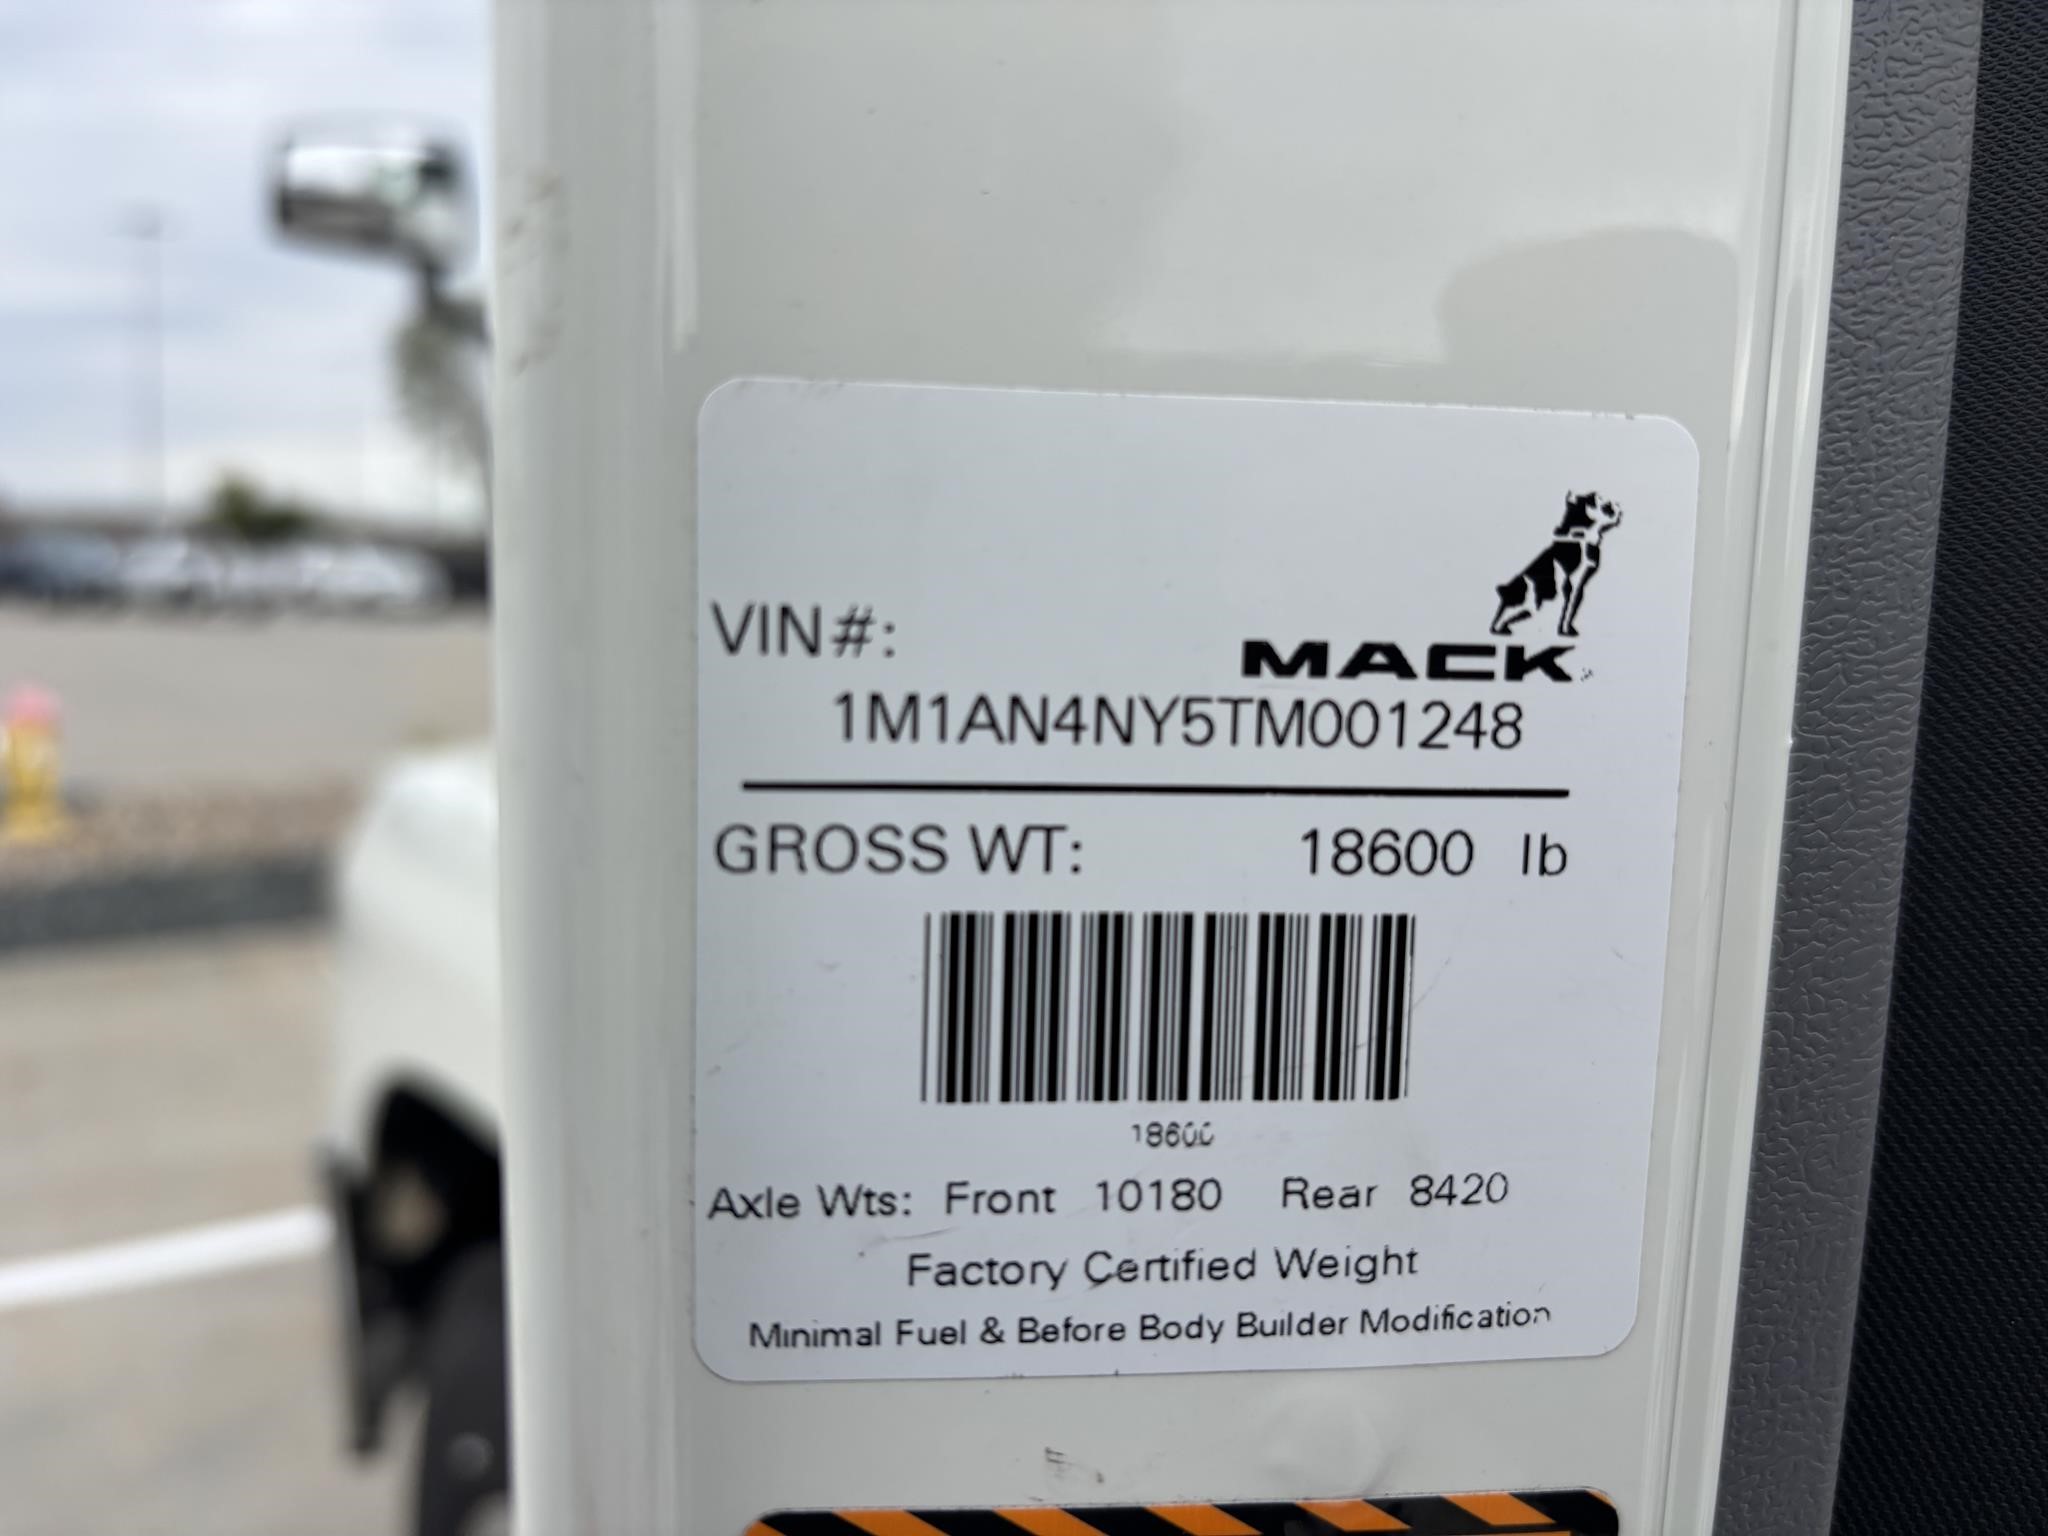 VIN#:
MACK
1M1AN4NY5TM001248
GROSS WT: 18600 lb
18600
Axle Wts: Front 10180 Rear 8420
Factory Certified Weight
Minimal Fuel & Before Body Builder Modification